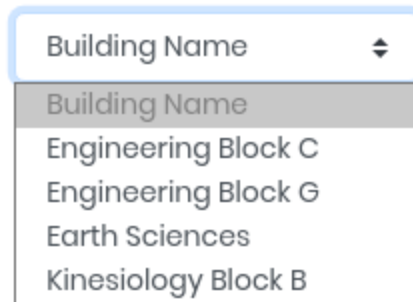 Building Name
Building Name
Engineering Block C
Engineering Block G
Earth Sciences
Kinesiology Block B